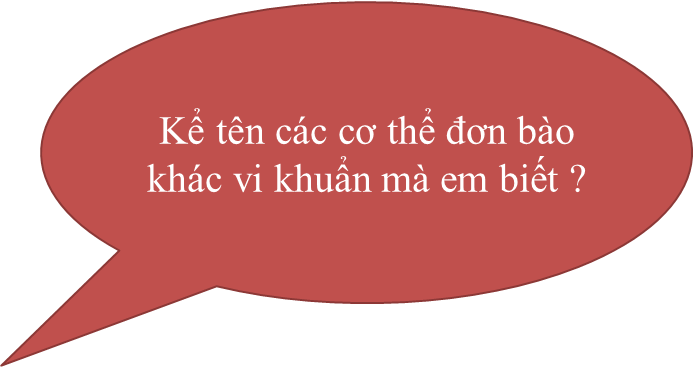 Kể tên các cơ thể đơn bào
khác vi khuẩn mà em biết ?